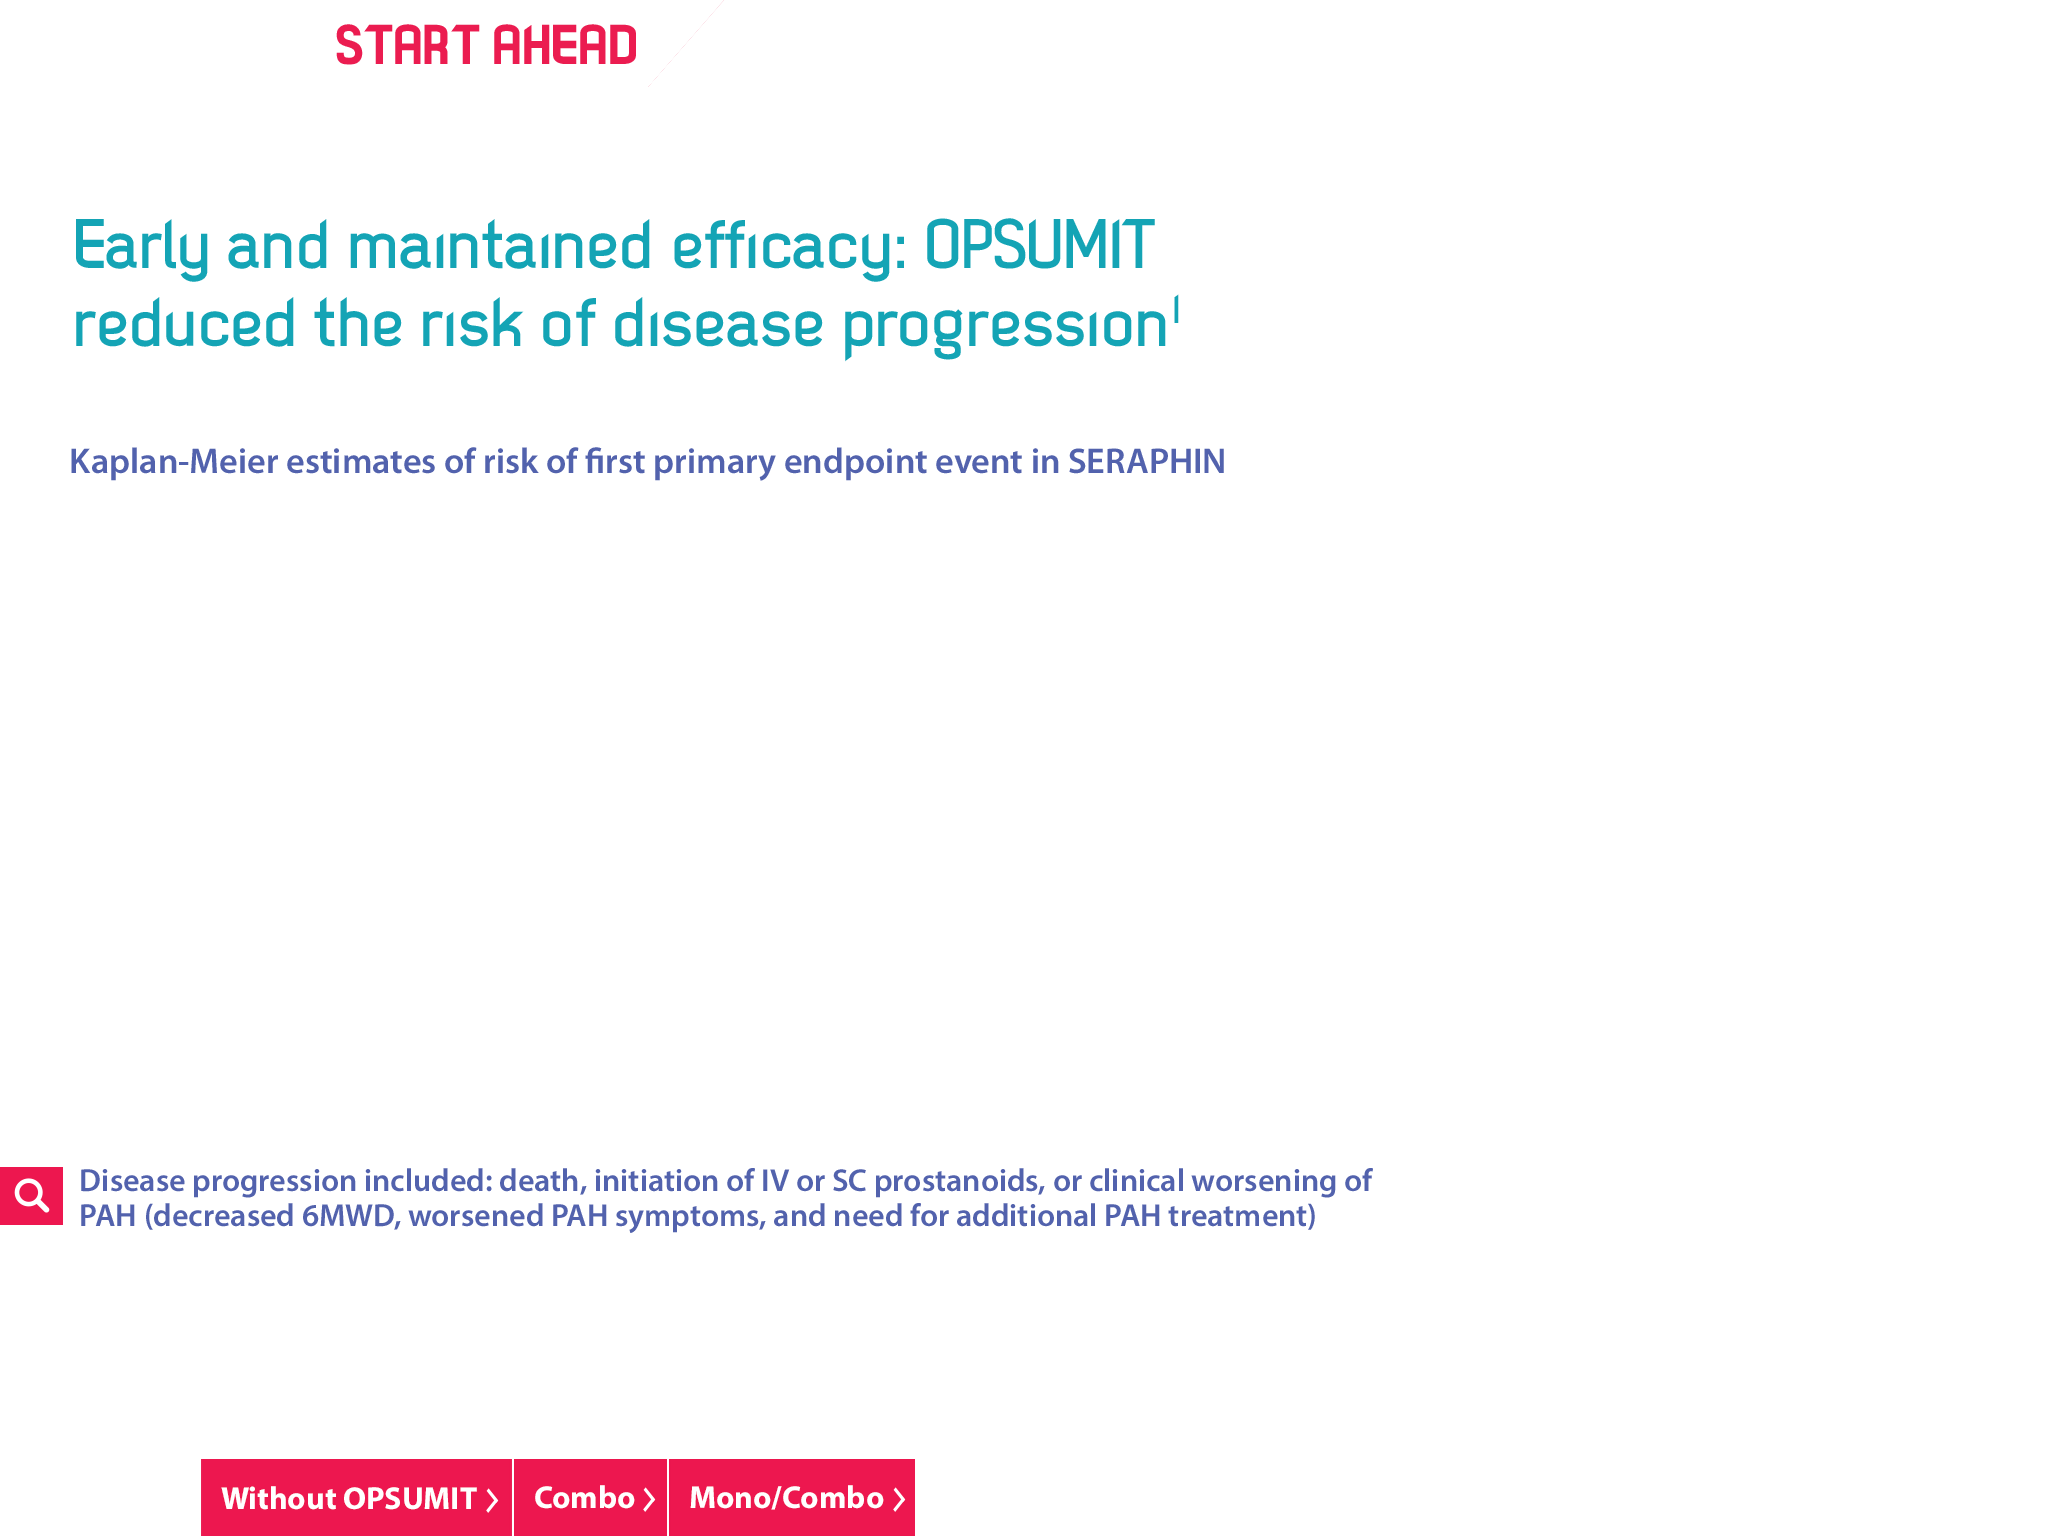 START AHEAD
Early and maintained efficacy: OPSUMIT
reduced the risk of disease progression¹
Kaplan-Meier estimates of risk of first primary endpoint event in SERAPHIN
Disease progression included: death, initiation of IV or SC prostanoids, or clinical worsening of
PAH (decreased 6MWD, worsened PAH symptoms, and need for additional PAH treatment)
Without OPSUMIT
Combo
Mono/Combo